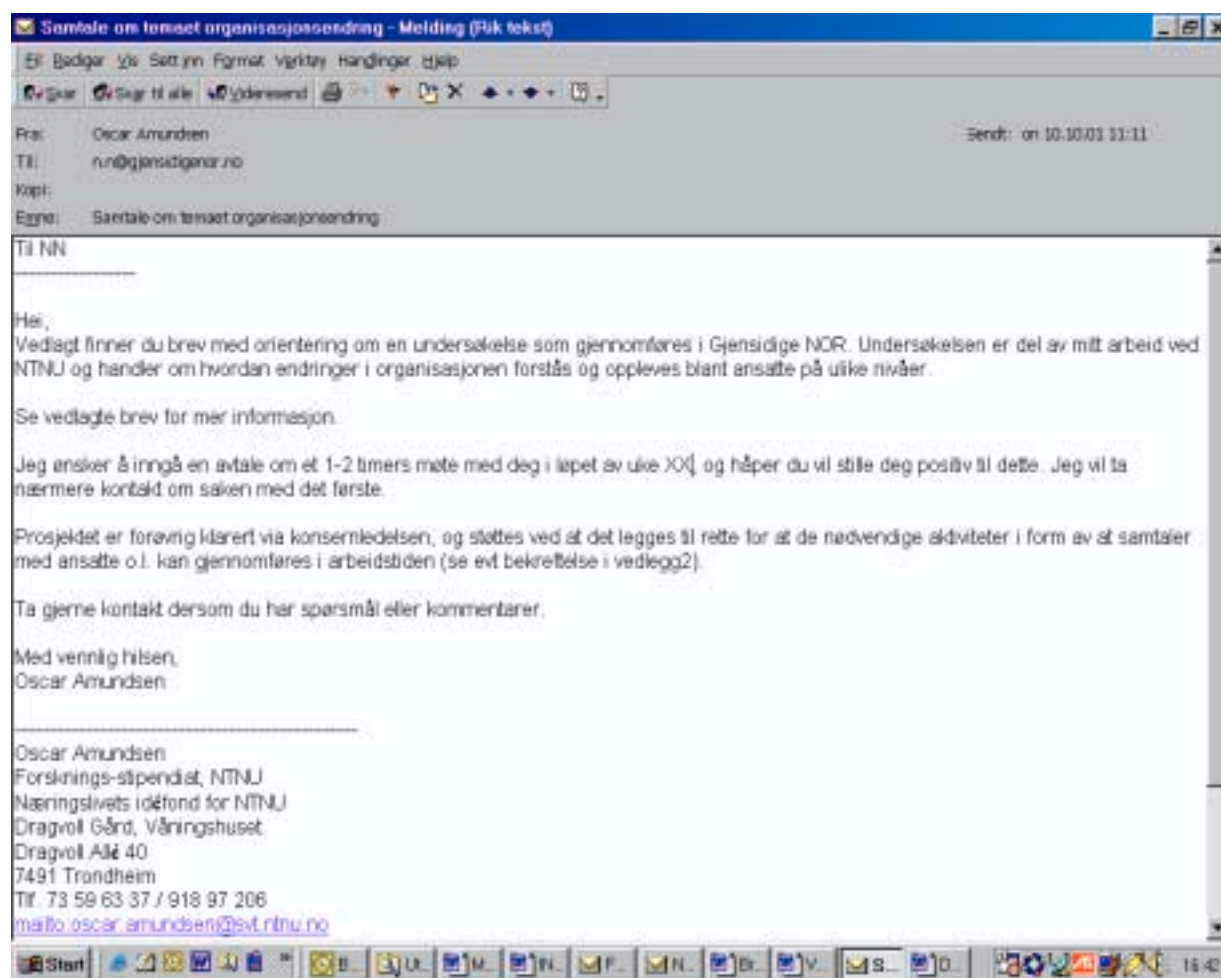 Samtale om temaet organisasjonsendring - Melding (Rik tekst)
Fil Rediger Vis Sett inn Format Verktøy Handlinger Hjelp
Svar Svar til alle Videresend
Fra: Oscar Amundsen Sendt: on 10.10.01 11:11
Til: n.n@gjensidigenor.no
Kopi:
Emne: Samtale om temaet organisasjonsendring
Til NN
-----------------
Hei,
Vedlagt finner du brev med orientering om en undersøkelse som gjennomføres i Gjensidige NOR. Undersøkelsen er del av mitt arbeid ved
NTNU og handler om hvordan endringer i organisasjonen forstås og oppleves blant ansatte på ulike nivåer.
Se vedlagte brev for mer informasjon.
Jeg ønsker å inngå en avtale om et 1-2 timers møte med deg i løpet av uke XX, og håper du vil stille deg positiv til dette. Jeg vil ta
nærmere kontakt om saken med det første.
Prosjektet er forøvrig klarert via konsernledelsen, og støttes ved at det legges til rette for at de nødvendige aktiviteter i form av at samtaler
med ansatte o.l. kan gjennomføres i arbeidstiden (se evt bekreftelse i vedlegg2).
Ta gjerne kontakt dersom du har spørsmål eller kommentarer.
Med vennlig hilsen,
Oscar Amundsen
------------------------------------------------
Oscar Amundsen
Forsknings-stipendiat, NTNU
Næringslivets idéfond for NTNU
Dragvoll Gård, Våningshuset
Dragvoll Allé 40
7491 Trondheim
Tlf. 73 59 63 37 / 918 97 206
mailto:oscar.amundsen@svt.ntnu.no
Start B... Ut... M... IN... F... N... Br... V... S... D... 16:42